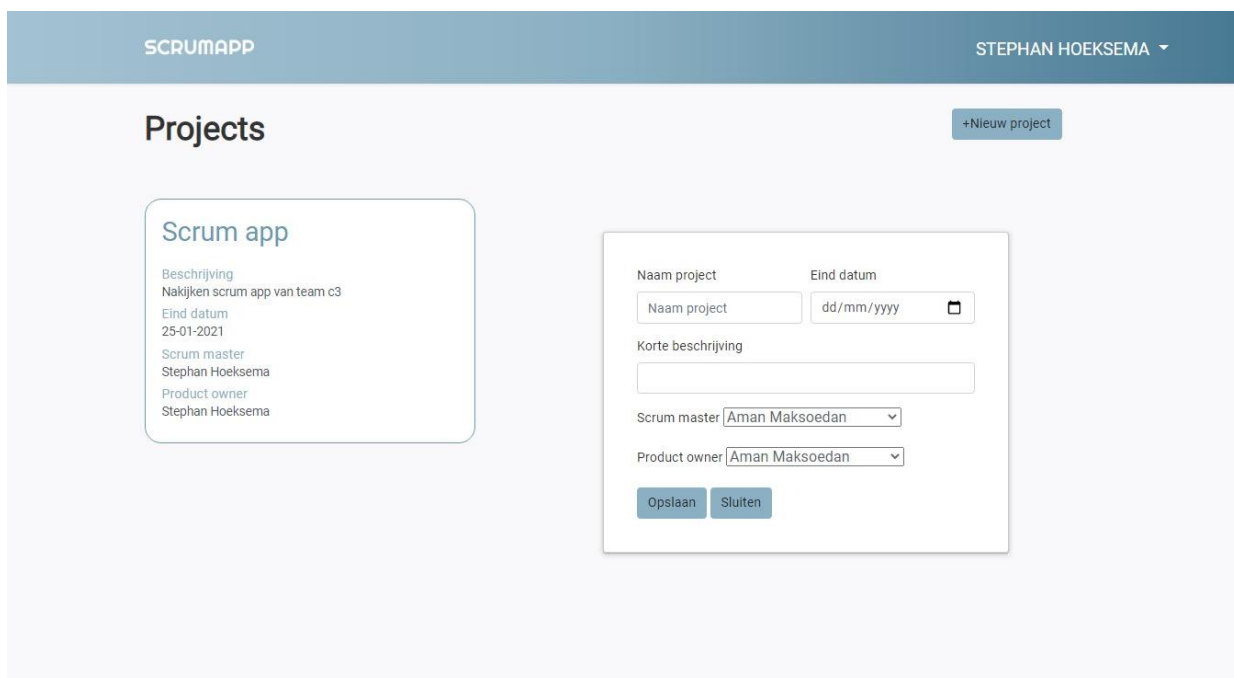 SCRUMAPP
STEPHAN HOEKSEMA
Projects
+Nieuw project
Scrum app
Beschrijving
Nakijken scrum app van team c3
Eind datum
25-01-2021
Scrum master
Stephan Hoeksema
Product owner
Stephan Hoeksema
Naam project Eind datum
Naam project dd/mm/yyyy
Korte beschrijving
Scrum master Aman Maksoedan
Product owner Aman Maksoedan
Opslaan Sluiten